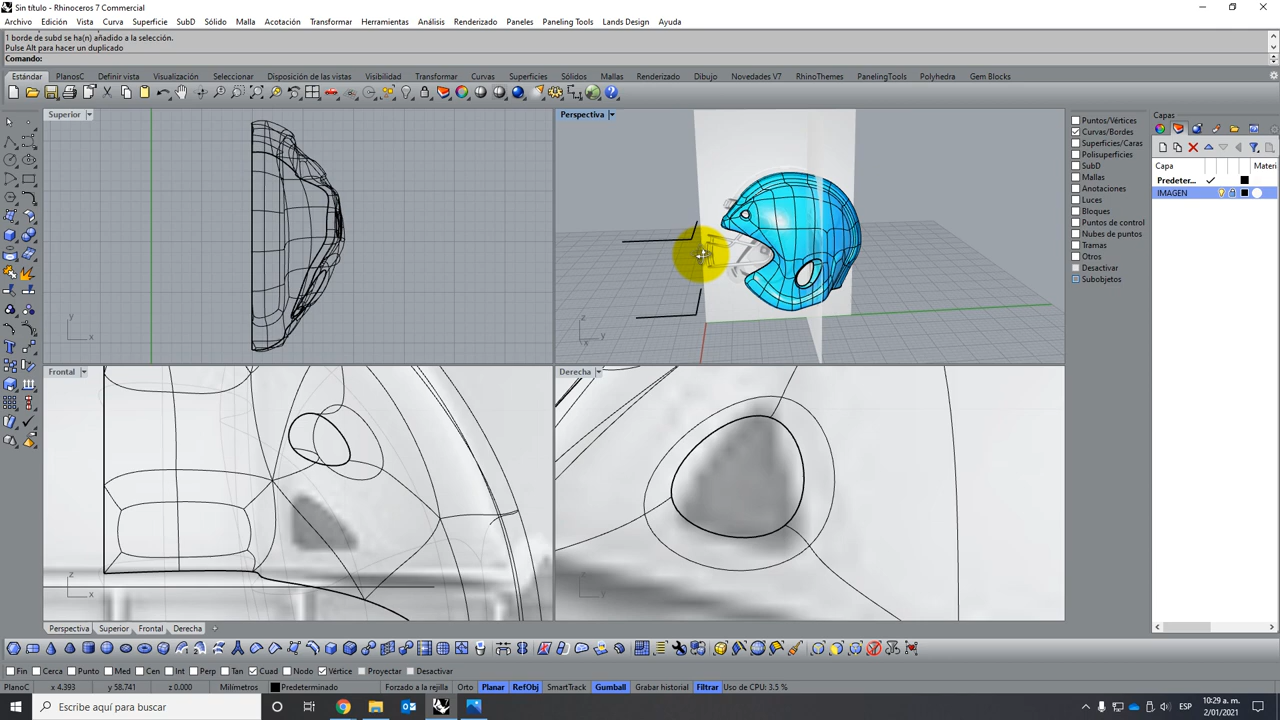 Sin título - Rhinoceros 7 Commercial
Archivo Edición Vista Curva Superficie SubD Sólido Malla Acotación Transformar Herramientas Análisis Renderizado Paneles Paneling Tools Lands Design Ayuda
1 borde de subd se ha(n) añadido a la selección.
Pulse Alt para hacer un duplicado
Comando:
Estándar PlanosC Definir vista Visualización Seleccionar Disposición de las vistas Visibilidad Transformar Curvas Superficies Sólidos Mallas Renderizado Dibujo Novedades V7 RhinoThemes PanelingTools Polyhedra Gem Blocks
Superior
Perspectiva
Frontal
Derecha
y
x
z
y
x
z
x
z
y
Puntos/Vértices
Curvas/Bordes
Superficies/Caras
Polisuperficies
SubD
Mallas
Anotaciones
Luces
Bloques
Puntos de control
Nubes de puntos
Tramas
Otros
Desactivar
Subobjetos
Capas
Capa Materi
Predeter...
IMAGEN
Perspectiva Superior Frontal Derecha
Fin Cerca Punto Med Cen Int Perp Tan Cuad Nodo Vértice Proyectar Desactivar
PlanoC x 4.393 y 58.741 z 0.000 Milímetros Predeterminado Forzado a la rejilla Orto Planar RefObj SmartTrack Gumball Grabar historial Filtrar Uso de CPU: 3.5 %
Escribe aquí para buscar
ESP
10:29 a. m.
2/01/2021